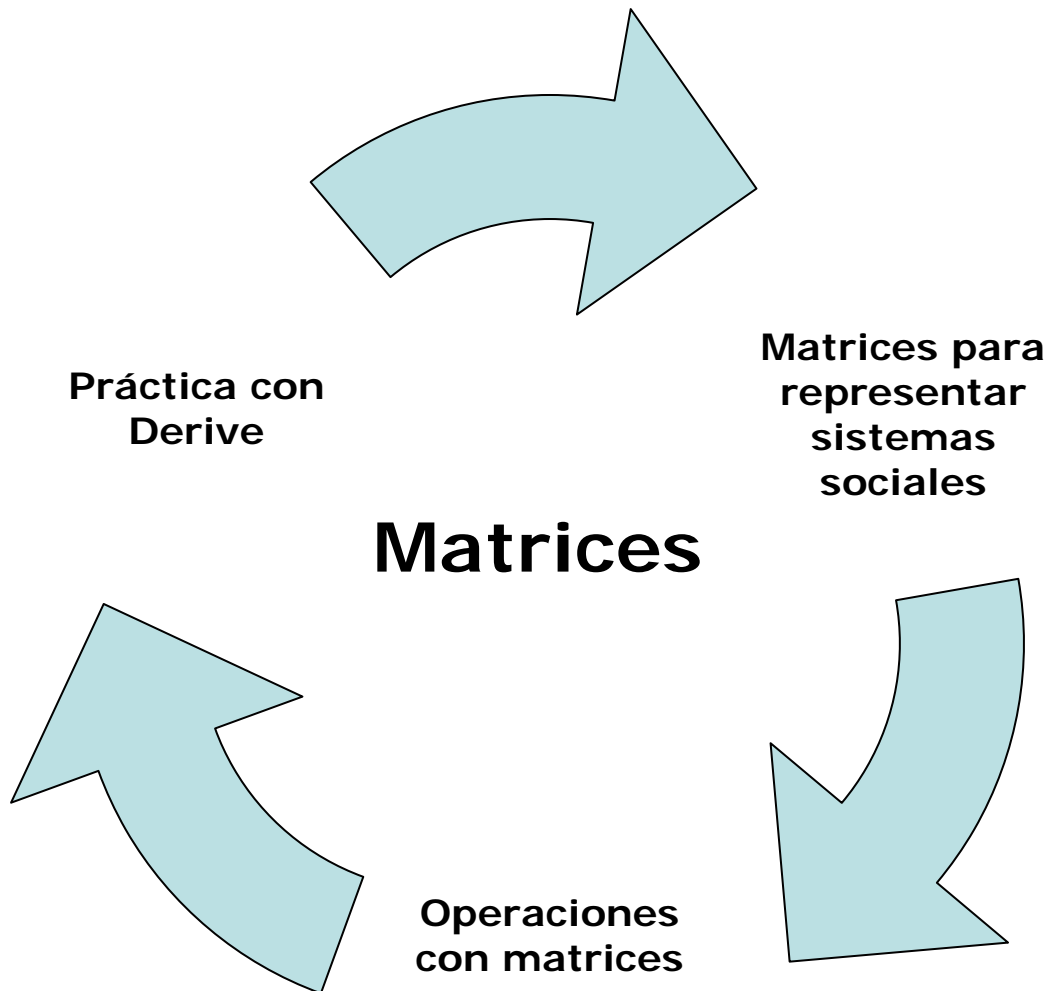 Matrices para
representar
sistemas
sociales
Práctica con
Derive
Matrices
Operaciones
con matrices